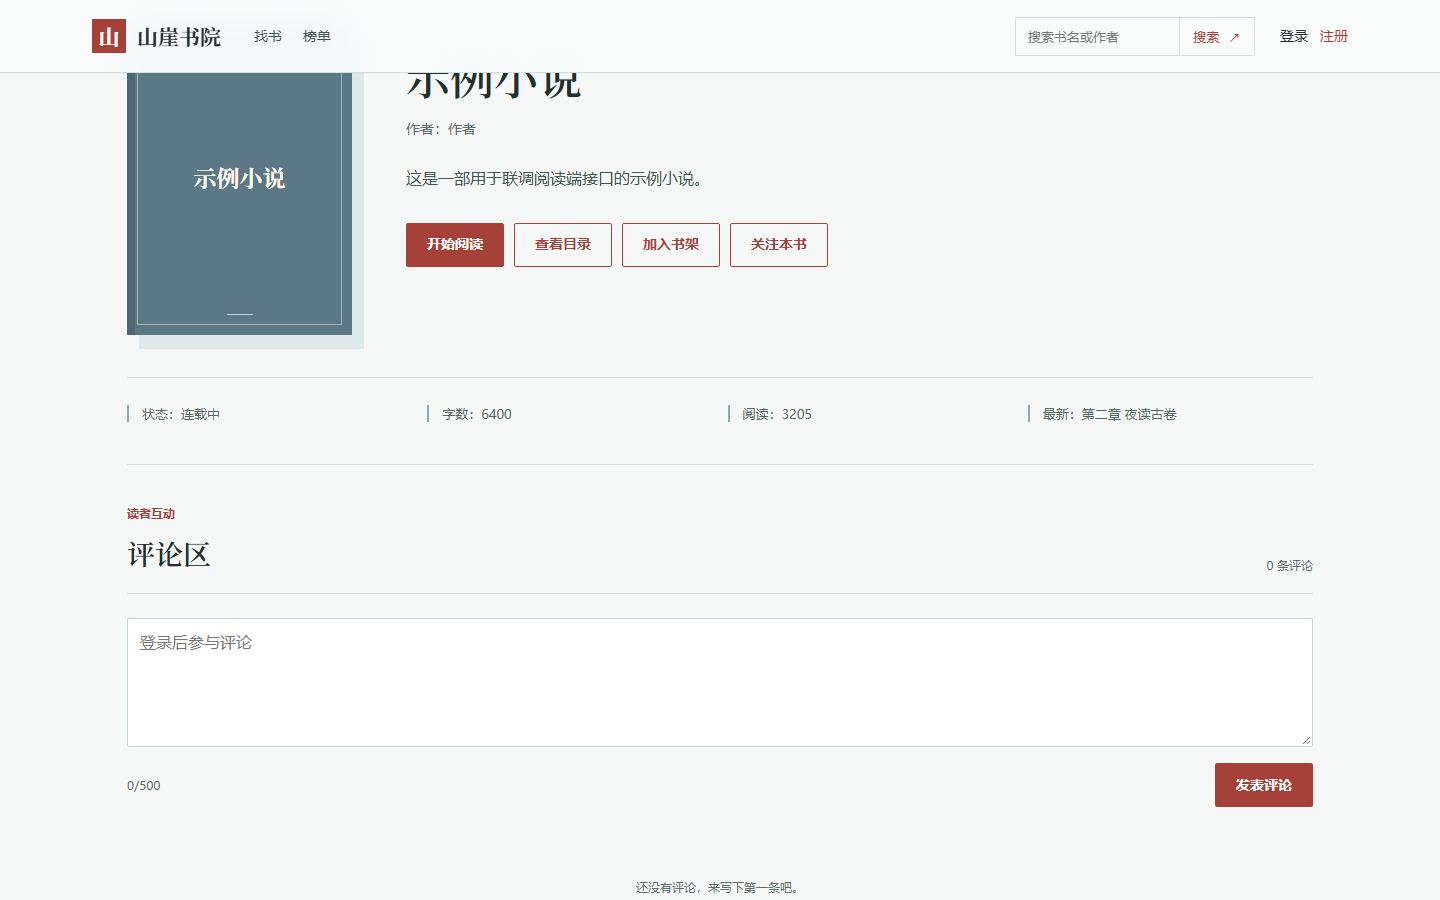 山 山崖书院 找书 榜单 搜索书名或作者 搜索 ↗ 登录 注册
示例小说
作者：作者
示例小说
这是一部用于联调阅读端接口的示例小说。
开始阅读 查看目录 加入书架 关注本书
状态：连载中 字数：6400 阅读：3205 最新：第二章 夜读古卷
读者互动
评论区
0 条评论
登录后参与评论
0/500
发表评论
还没有评论，来写下第一条吧。